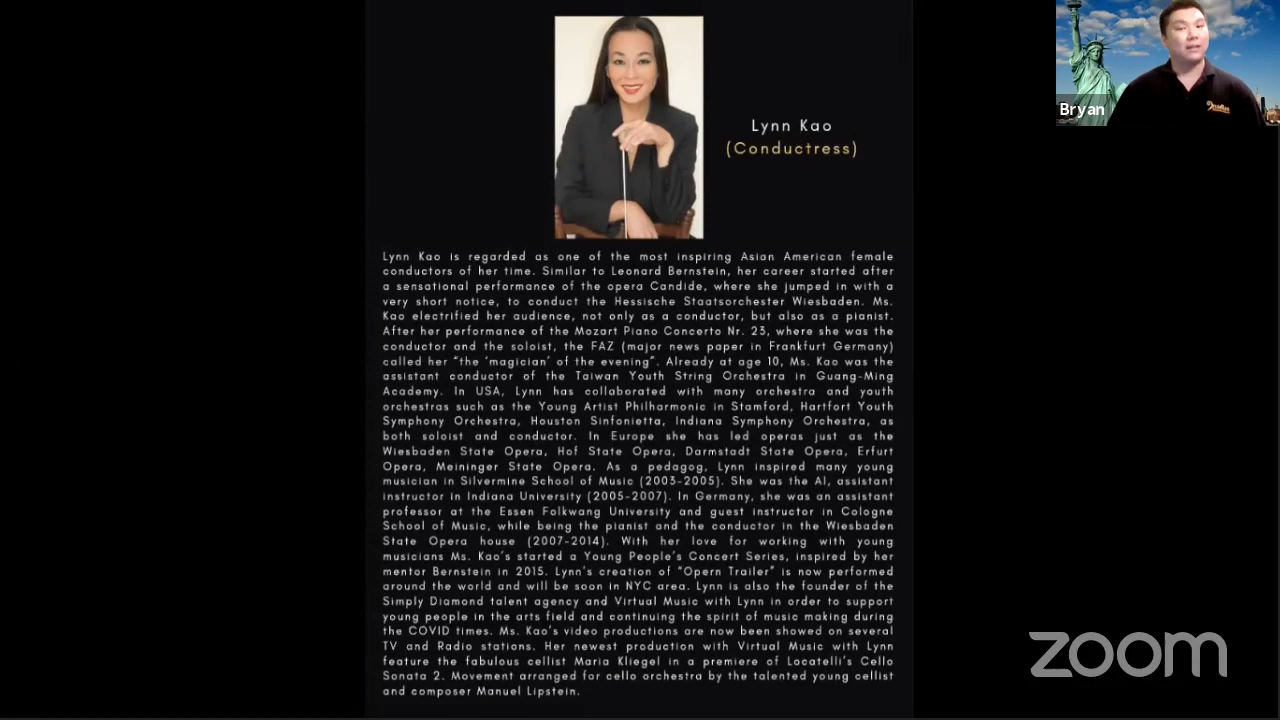 Bryan
Lynn Kao
(Conductress)
Lynn Kao is regarded as one of the most inspiring Asian American female
conductors of her time. Similar to Leonard Bernstein, her career started after
a sensational performance of the opera Candide, where she jumped in with a
very short notice, to conduct the Hessische Staatsorchester Wiesbaden. Ms.
Kao electrified her audience, not only as a conductor, but also as a pianist.
After her performance of the Mozart Piano Concerto Nr. 23, where she was the
conductor and the soloist, the FAZ (major news paper in Frankfurt Germany)
called her "the 'magician' of the evening". Already at age 10, Ms. Kao was the
assistant conductor of the Taiwan Youth String Orchestra in Guang-Ming
Academy. In USA, Lynn has collaborated with many orchestra and youth
orchestras such as the Young Artist Philharmonic in Stamford, Hartfort Youth
Symphony Orchestra, Houston Sinfonietta, Indiana Symphony Orchestra, as
both soloist and conductor. In Europe she has led operas just as the
Wiesbaden State Opera, Hof State Opera, Darmstadt State Opera, Erfurt
Opera, Meininger State Opera. As a pedagog, Lynn inspired many young
musician in Silvermine School of Music (2003-2005). She was the AI, assistant
instructor in Indiana University (2005-2007). In Germany, she was an assistant
professor at the Essen Folkwang University and guest instructor in Cologne
School of Music, while being the pianist and the conductor in the Wiesbaden
State Opera house (2007-2014). With her love for working with young
musicians Ms. Kao's started a Young People's Concert Series, inspired by her
mentor Bernstein in 2015. Lynn's creation of "Opern Trailer" is now performed
around the world and will be soon in NYC area. Lynn is also the founder of the
Simply Diamond talent agency and Virtual Music with Lynn in order to support
young people in the arts field and continuing the spirit of music making during
the COVID times. Ms. Kao's video productions are now been showed on several
TV and Radio stations. Her newest production with Virtual Music with Lynn
feature the fabulous cellist Maria Kliegel in a premiere of Locatelli's Cello
Sonata 2. Movement arranged for cello orchestra by the talented young cellist
and composer Manuel Lipstein.
zoom